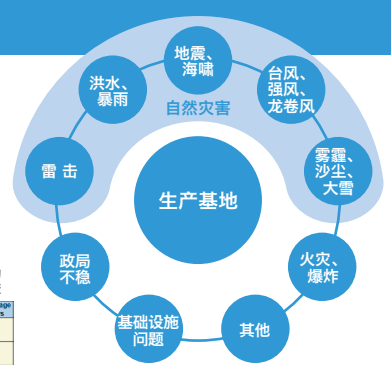 地震、
海啸
洪水、
暴雨
台风、
强风、
龙卷风
自然灾害
雷 击
雾霾、
沙尘、
大雪
生产基地
政局
不稳
火灾、
爆炸
基础设施
问题
其他